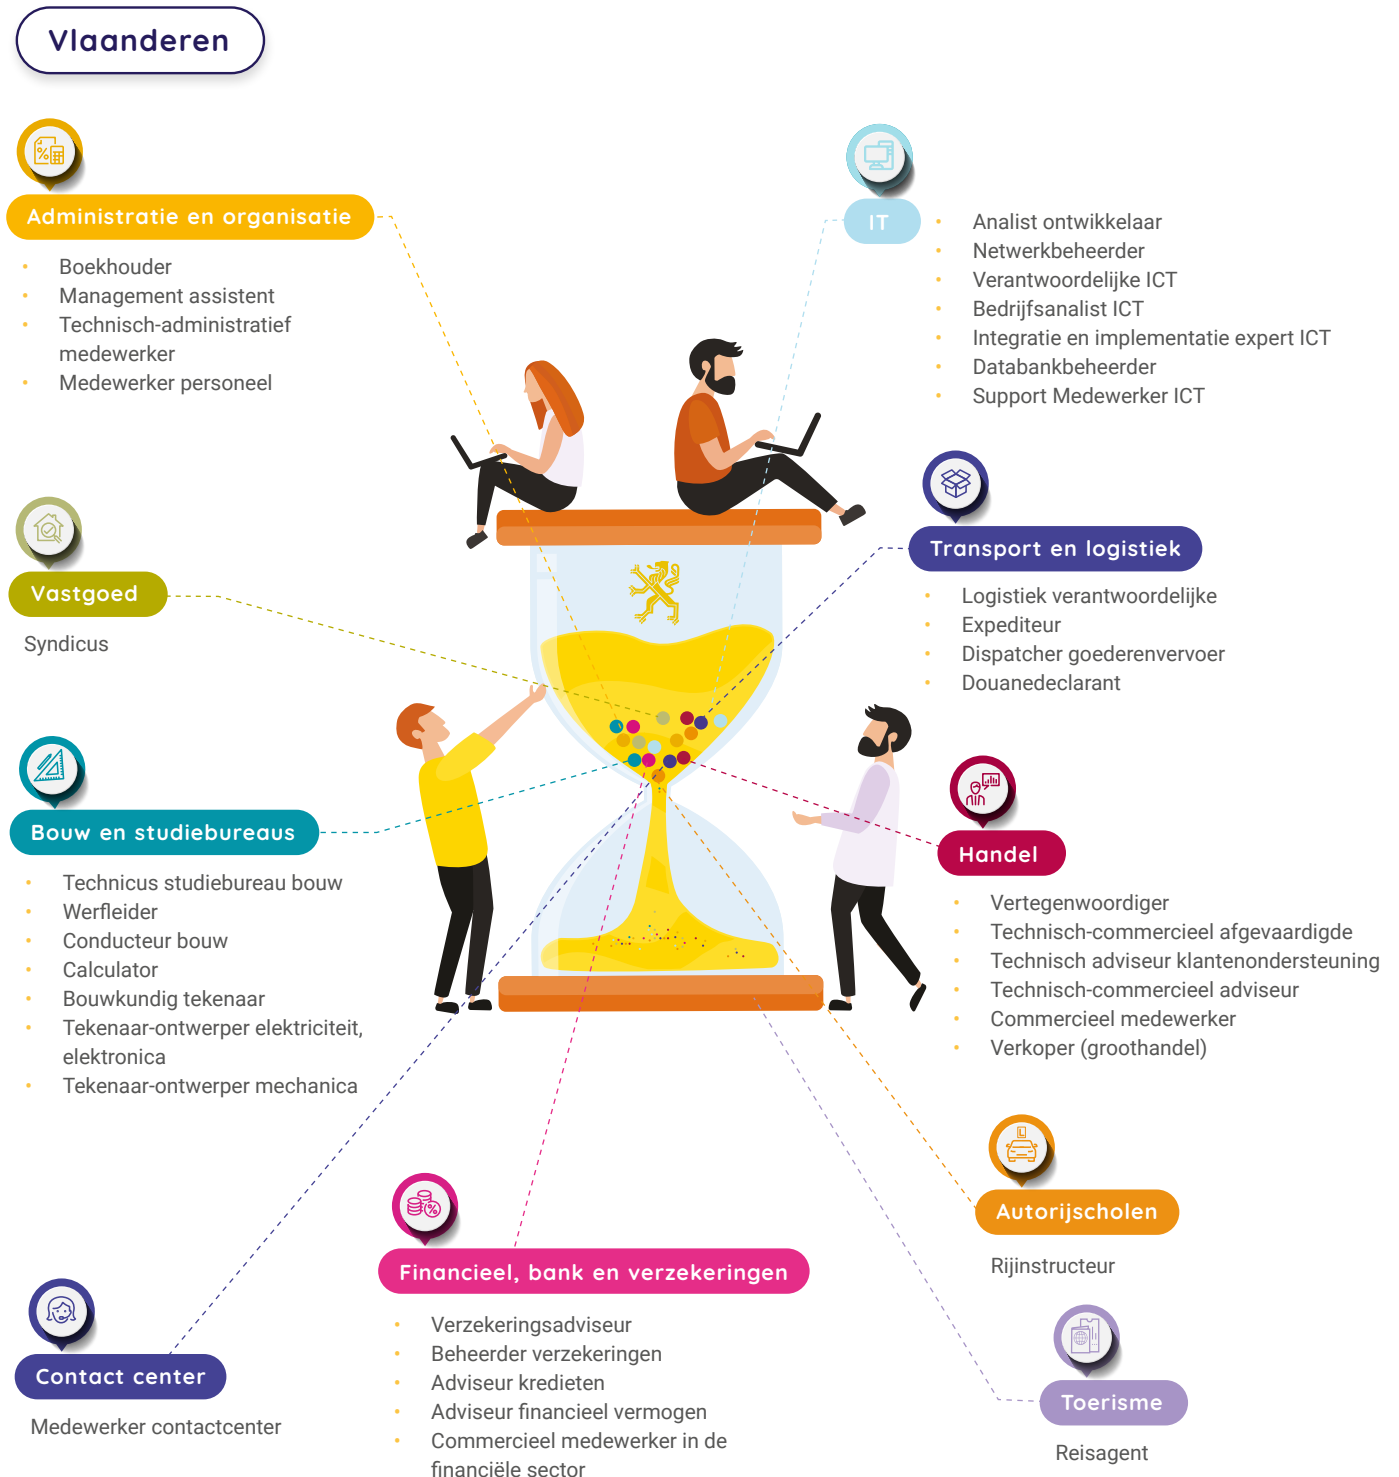 Vlaanderen
Administratie en organisatie
Boekhouder
Management assistent
Technisch-administratief
medewerker
Medewerker personeel
IT
Analist ontwikkelaar
Netwerkbeheerder
Verantwoordelijke ICT
Bedrijfsanalist ICT
Integratie en implementatie expert ICT
Databankbeheerder
Support Medewerker ICT
Vastgoed
Syndicus
Transport en logistiek
Logistiek verantwoordelijke
Expediteur
Dispatcher goederenvervoer
Douanedeclarant
Bouw en studiebureaus
Technicus studiebureau bouw
Werfleider
Conducteur bouw
Calculator
Bouwkundig tekenaar
Tekenaar-ontwerper elektriciteit,
elektronica
Tekenaar-ontwerper mechanica
Handel
Vertegenwoordiger
Technisch-commercieel afgevaardigde
Technisch adviseur klantenondersteuning
Technisch-commercieel adviseur
Commercieel medewerker
Verkoper (groothandel)
L
Autorijscholen
Rijinstructeur
Financieel, bank en verzekeringen
Verzekeringsadviseur
Beheerder verzekeringen
Adviseur kredieten
Adviseur financieel vermogen
Commercieel medewerker in de
financiële sector
Contact center
Medewerker contactcenter
Toerisme
Reisagent